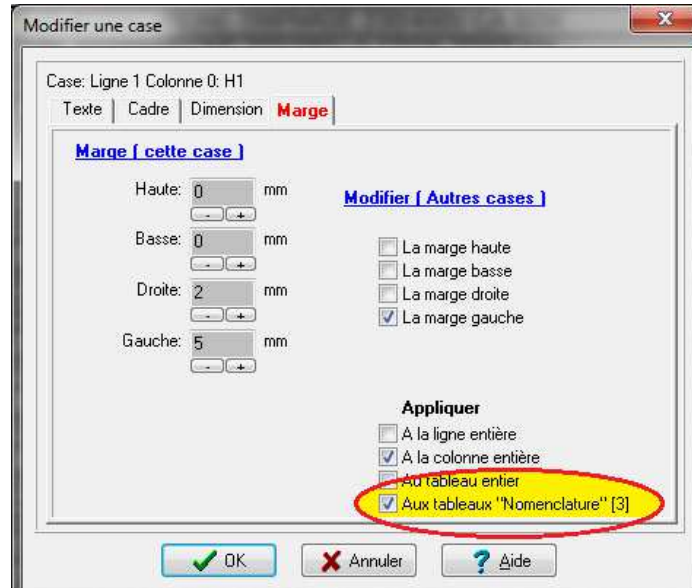 Modifier une case
Case: Ligne 1 Colonne 0: H1
Texte Cadre Dimension Marge
Marge [ cette case ]
Haute: 0 mm
- +
Basse: 0 mm
- +
Droite: 2 mm
- +
Gauche: 5 mm
- +
Modifier [ Autres cases ]
La marge haute
La marge basse
La marge droite
La marge gauche
Appliquer
A la ligne entière
A la colonne entière
Au tableau entier
Aux tableaux "Nomenclature" [3]
OK Annuler ? Aide